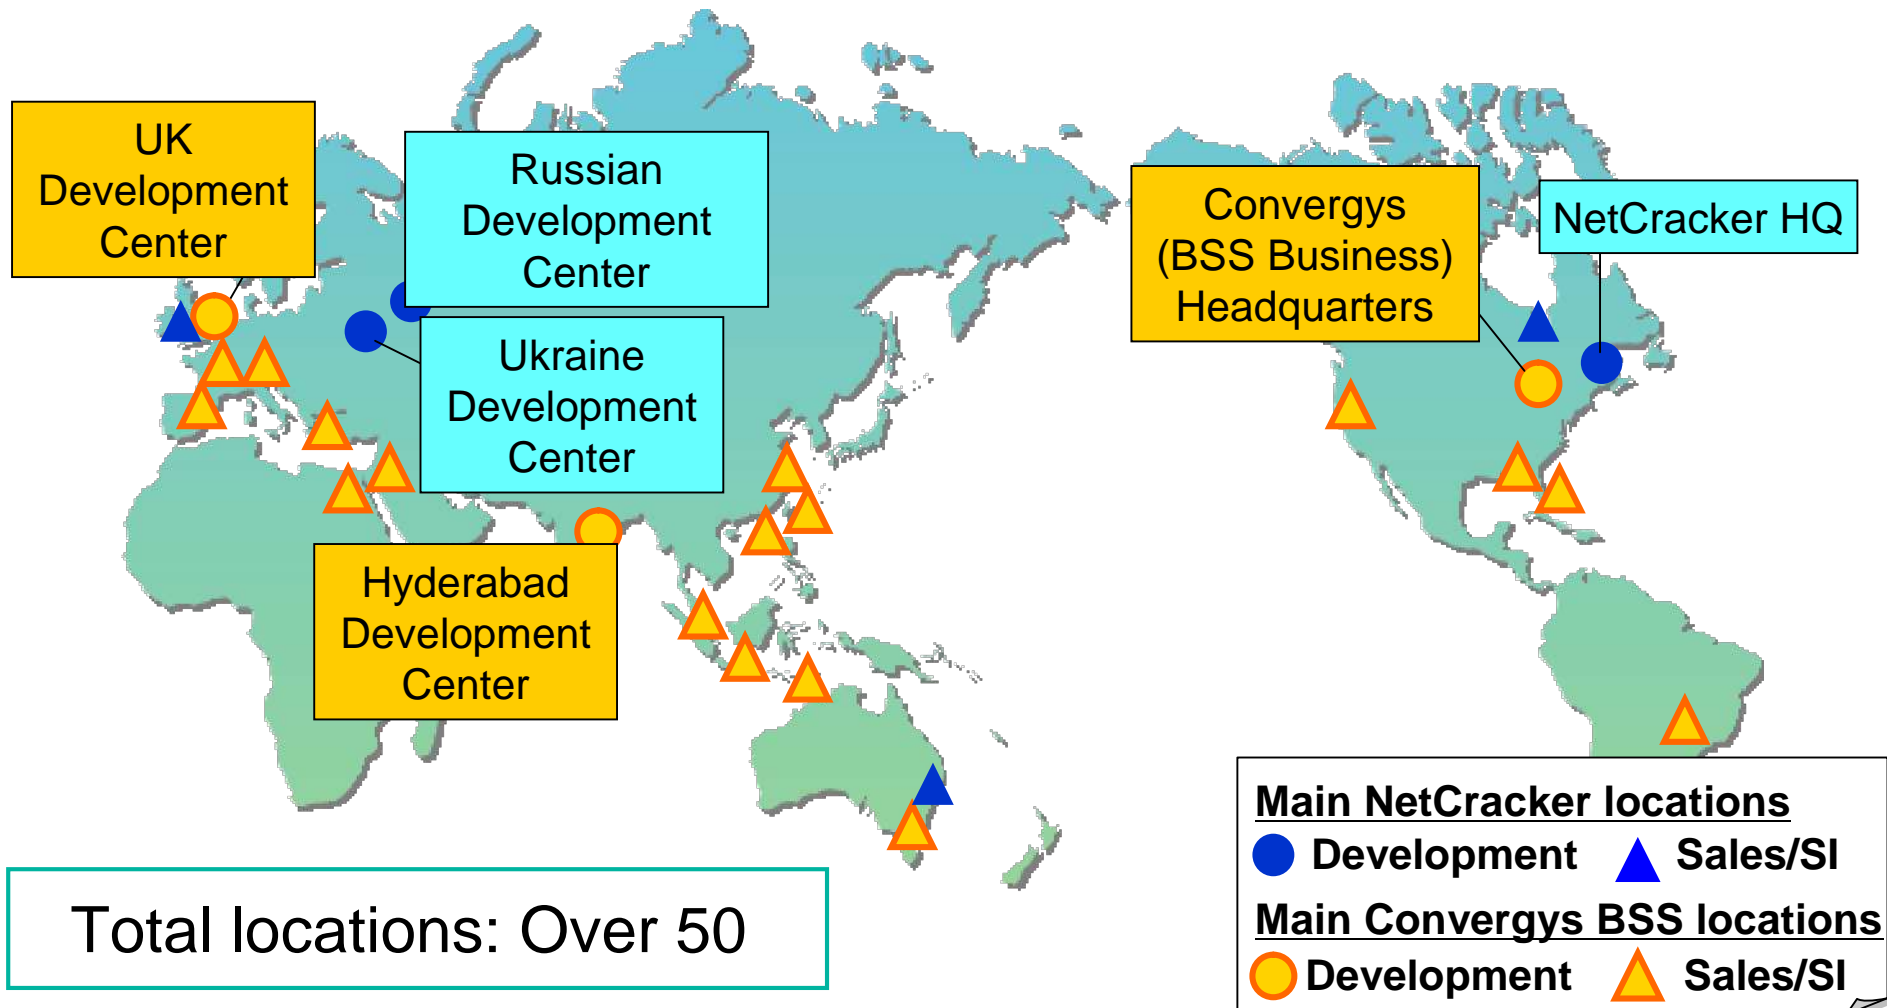 UK
Development
Center
Russian
Development
Center
Ukraine
Development
Center
Hyderabad
Development
Center
Convergys
(BSS Business)
Headquarters
NetCracker HQ
Total locations: Over 50
Main NetCracker locations
Development Sales/SI
Main Convergys BSS locations
Development Sales/SI